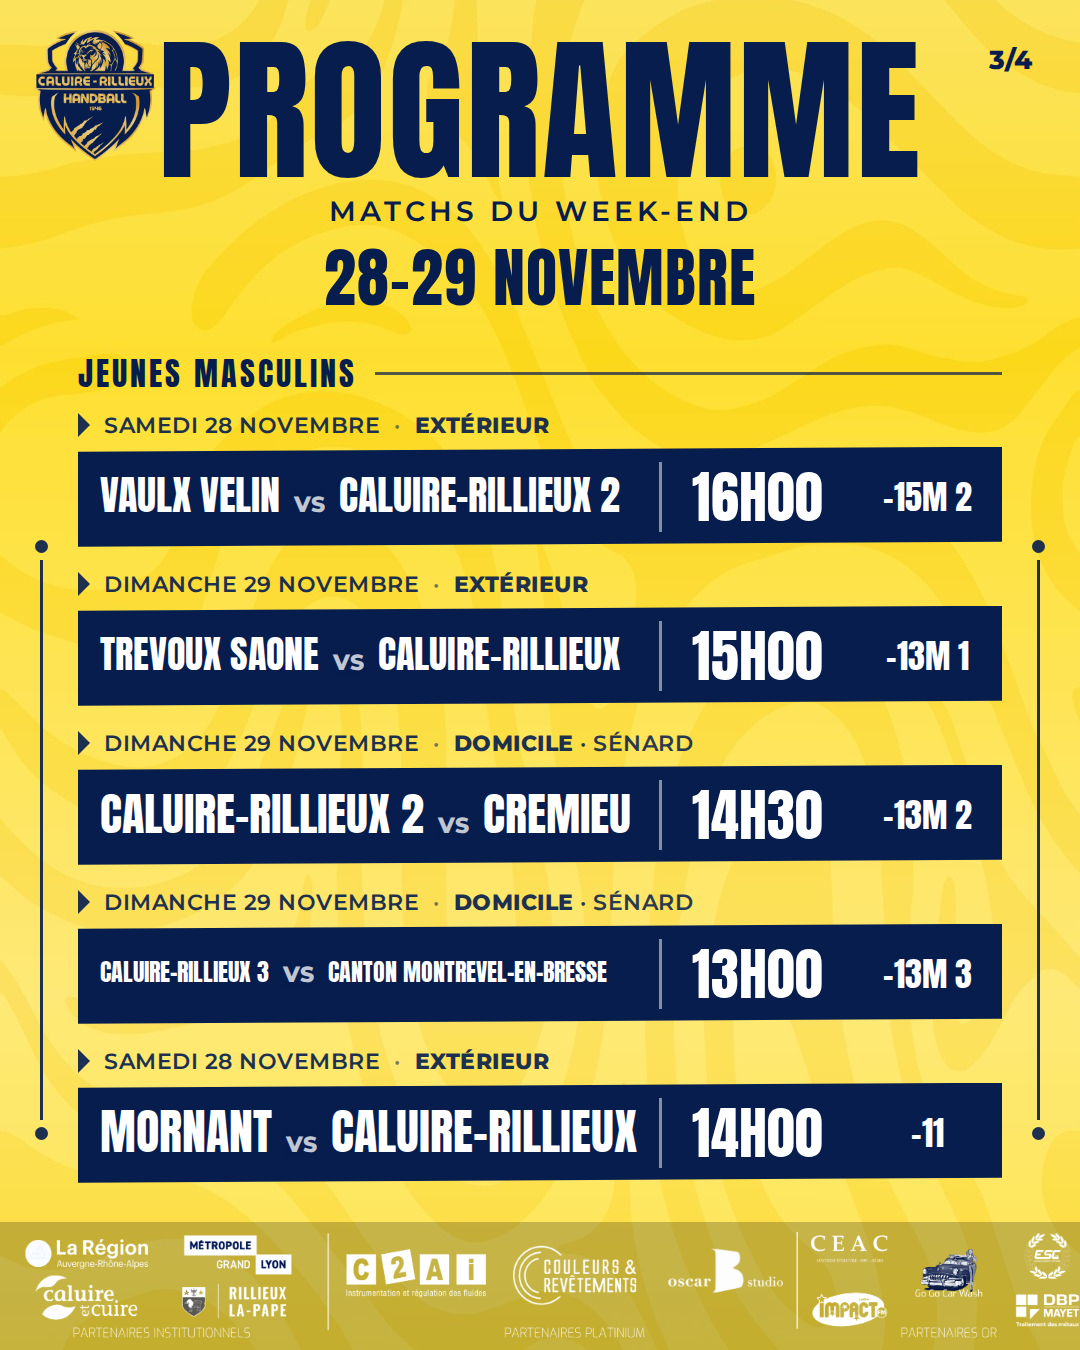 CALUIRE-RILLIEUX
HANDBALL
PROGRAMME
3/4
MATCHS DU WEEK-END
28-29 NOVEMBRE
JEUNES MASCULINS
SAMEDI 28 NOVEMBRE · EXTÉRIEUR
VAULX VELIN vs CALUIRE-RILLIEUX 2 16H00 -15M 2
DIMANCHE 29 NOVEMBRE · EXTÉRIEUR
TREVOUX SAONE vs CALUIRE-RILLIEUX 15H00 -13M 1
DIMANCHE 29 NOVEMBRE · DOMICILE · SÉNARD
CALUIRE-RILLIEUX 2 vs CREMIEU 14H30 -13M 2
DIMANCHE 29 NOVEMBRE · DOMICILE · SÉNARD
CALUIRE-RILLIEUX 3 vs CANTON MONTREVEL-EN-BRESSE 13H00 -13M 3
SAMEDI 28 NOVEMBRE · EXTÉRIEUR
MORNANT vs CALUIRE-RILLIEUX 14H00 -11
La Région
Auvergne-Rhône-Alpes
MÉTROPOLE
GRAND LYON
caluire
et cuire
RILLIEUX
LA-PAPE
PARTENAIRES INSTITUTIONNELS
C2Ai
Instrumentation et régulation des fluides
COULEURS &
REVÊTEMENTS
oscar B studio
PARTENAIRES PLATINIUM
CEAC
IMPACT FM
Go Go Car Wash
ESC
DBP
MAYET
Traitement des métaux
PARTENAIRES OR